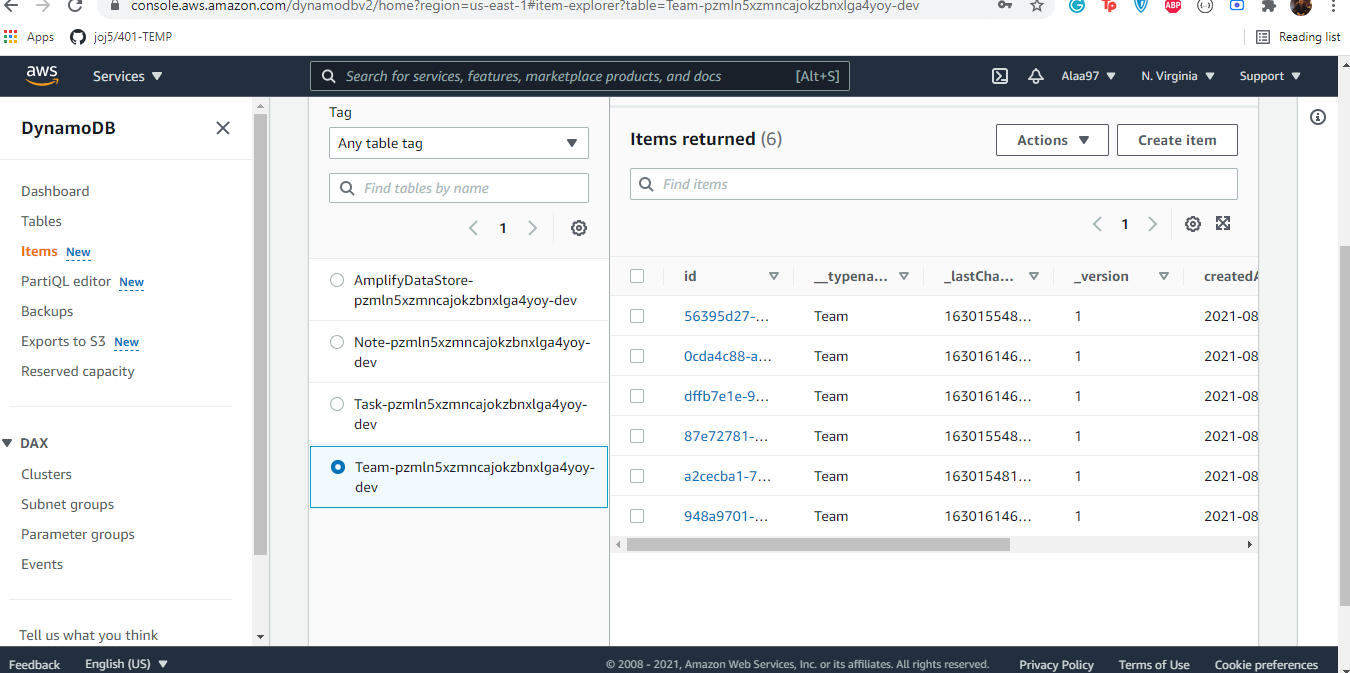 console.aws.amazon.com/dynamodbv2/home?region=us-east-1#item-explorer?table=Team-pzmln5xzmncajokzbnxlga4yoy-dev
Apps
joj5/401-TEMP
Reading list
aws
Services
Search for services, features, marketplace products, and docs
[Alt+S]
Alaa97
N. Virginia
Support
DynamoDB
Dashboard
Tables
Items New
PartiQL editor New
Backups
Exports to S3 New
Reserved capacity
DAX
Clusters
Subnet groups
Parameter groups
Events
Tell us what you think
Tag
Any table tag
Find tables by name
1
AmplifyDataStore-
pzmln5xzmncajokzbnxlga4yoy-dev
Note-pzmln5xzmncajokzbnxlga4yoy-
dev
Task-pzmln5xzmncajokzbnxlga4yoy-
dev
Team-pzmln5xzmncajokzbnxlga4yoy-
dev
Items returned (6)
Actions
Create item
Find items
1
id __typena... _lastCha... _version createdA
56395d27-... Team 163015548... 1 2021-08
0cda4c88-a... Team 163016146... 1 2021-08
dffb7e1e-9... Team 163016146... 1 2021-08
87e72781-... Team 163015548... 1 2021-08
a2cecba1-7... Team 163015481... 1 2021-08
948a9701-... Team 163016146... 1 2021-08
Feedback
English (US)
© 2008 - 2021, Amazon Web Services, Inc. or its affiliates. All rights reserved.
Privacy Policy
Terms of Use
Cookie preferences